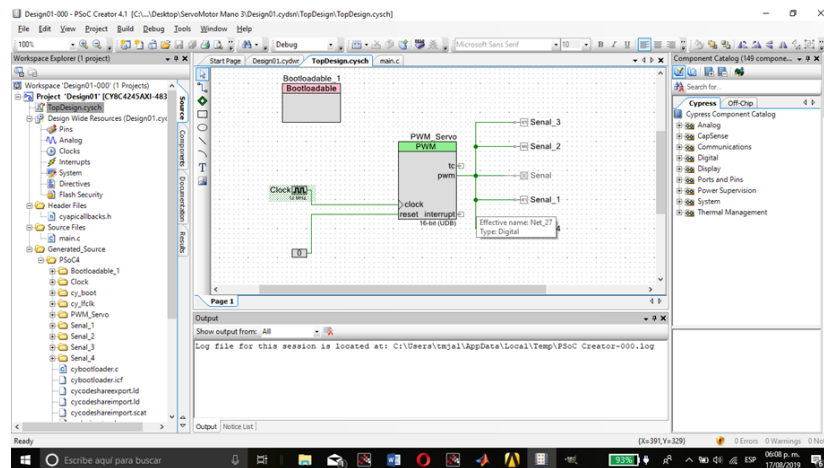 Design01-000 - PSoC Creator 4.1 [C:\...\Desktop\ServoMotor Mano 3\Design01.cydsn\TopDesign\TopDesign.cysch]
File Edit View Project Build Debug Tools Window Help
100% Debug Microsoft Sans Serif 10 B I U
Workspace Explorer (1 project)
Workspace 'Design01-000' (1 Projects)
Project 'Design01' [CY8C4245AXI-483
TopDesign.cysch
Design Wide Resources (Design01.cyd
Pins
Analog
Clocks
Interrupts
System
Directives
Flash Security
Header Files
cyapicallbacks.h
Source Files
main.c
Generated_Source
PSoC4
Bootloadable_1
Clock
cy_boot
cy_lfclk
PWM_Servo
Senal_1
Senal_2
Senal_3
Senal_4
cybootloader.c
cybootloader.icf
cycodeshareexport.ld
cycodeshareimport.ld
cycodeshareimport.scat
Source
Components
Documentation
Results
Start Page Design01.cydwr TopDesign.cysch main.c
Bootloadable_1
Bootloadable
PWM_Servo
PWM
tc
pwm
clock
reset interrupt
16-bit (UDB)
Clock
12 MHz
0
Senal_3
Senal_2
Senal
Senal_1
4
Effective name: Net_27
Type: Digital
Page 1
Output
Show output from: All
Log file for this session is located at: C:\Users\tmjal\AppData\Local\Temp\PSoC Creator-000.log
Output Notice List
Component Catalog (149 compone...
Search for...
Cypress Off-Chip
Cypress Component Catalog
Analog
CapSense
Communications
Digital
Display
Ports and Pins
Power Supervision
System
Thermal Management
Ready
(X=391,Y=329)
0 Errors 0 Warnings 0 No
Escribe aquí para buscar
93%
ESP
06:08 p. m.
17/08/2019